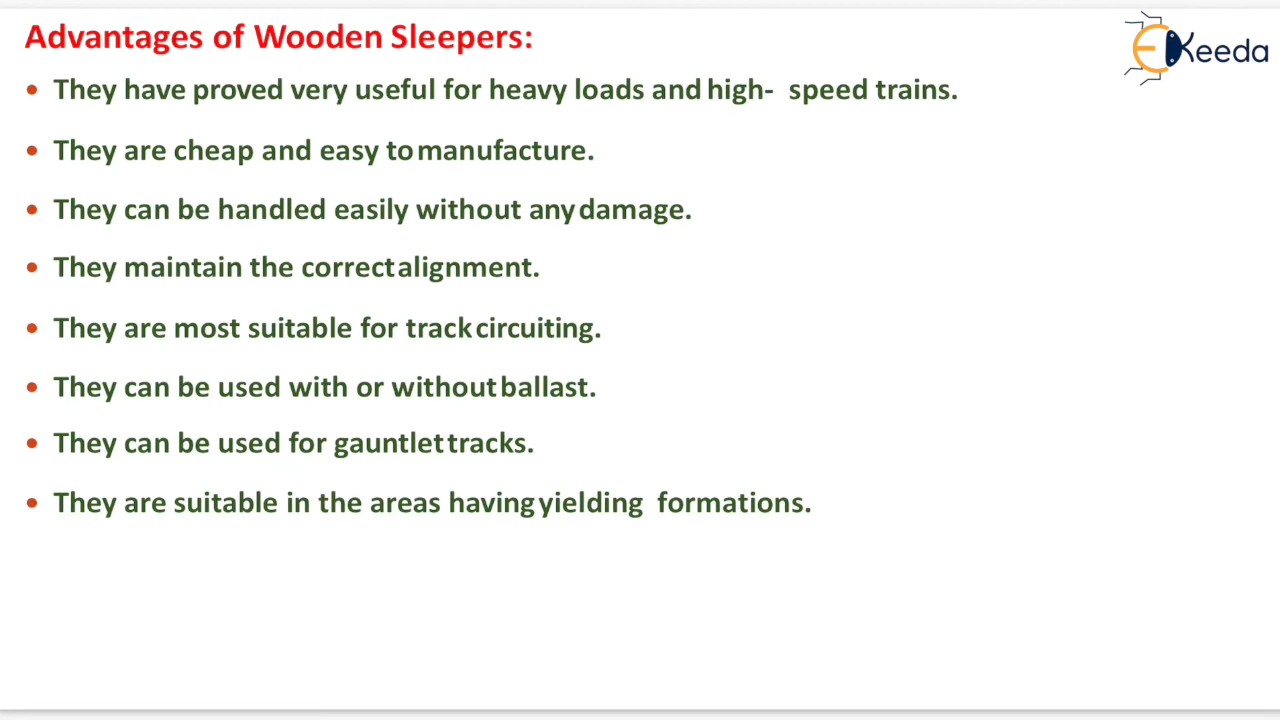 Advantages of Wooden Sleepers:
EKeeda
• They have proved very useful for heavy loads and high- speed trains.
• They are cheap and easy to manufacture.
• They can be handled easily without any damage.
• They maintain the correct alignment.
• They are most suitable for track circuiting.
• They can be used with or without ballast.
• They can be used for gauntlet tracks.
• They are suitable in the areas having yielding formations.